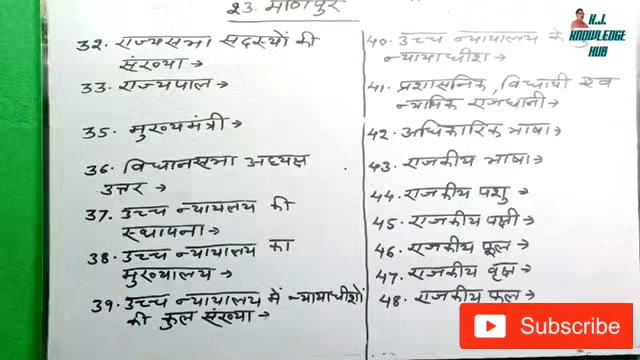 23. मणिपुर
32. राज्यसभा सदस्यों की
संख्या →
33. राज्यपाल →
35. मुख्यमंत्री →
36. विधानसभा अध्यक्ष
उत्तर →
37. उच्च न्यायलय की
स्थापना →
38. उच्च न्यायालय का
मुख्यालय →
39. उच्च न्यायालय में न्यायाधीशों
की कुल संख्या →
40. उच्च न्यायालय के
न्यायाधीश →
41. प्रशासनिक, विधायी एव
न्यायिक राजधानी →
42. अधिकारिक भाषा →
43. राजकीय भाषा →
44. राजकीय पशु →
45. राजकीय पक्षी →
46. राजकीय फूल →
47. राजकीय वृक्ष →
48. राजकीय फल →
K.J.
KNOWLEDGE
HUB
Subscribe